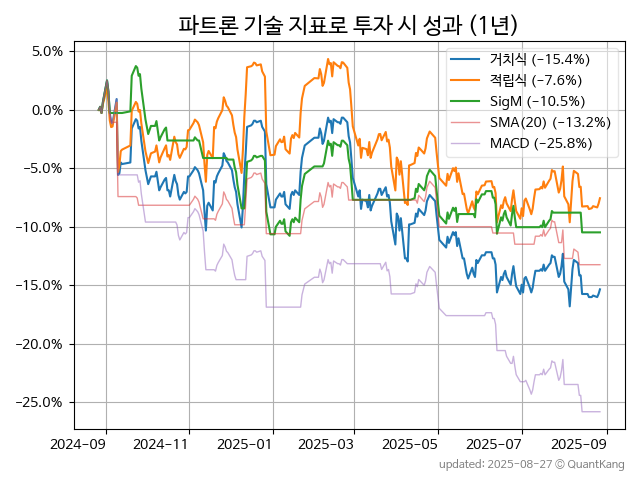 파트론 기술 지표로 투자 시 성과 (1년)
5.0%
0.0%
−5.0%
−10.0%
−15.0%
−20.0%
−25.0%
거치식 (−15.4%)
적립식 (−7.6%)
SigM (−10.5%)
SMA(20) (−13.2%)
MACD (−25.8%)
2024−09 2024−11 2025−01 2025−03 2025−05 2025−07 2025−09
updated: 2025−08−27 © QuantKang